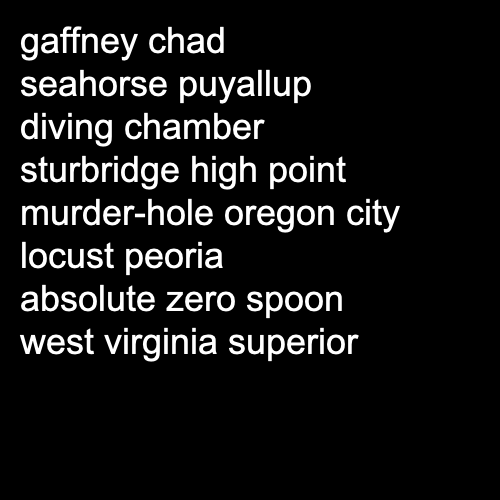 gaffney chad
seahorse puyallup
diving chamber
sturbridge high point
murder-hole oregon city
locust peoria
absolute zero spoon
west virginia superior